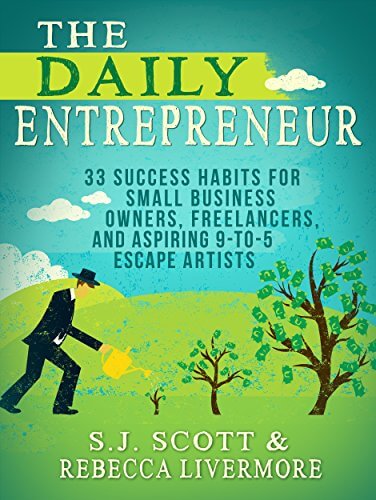 THE
DAILY
ENTREPRENEUR
33 SUCCESS HABITS FOR
SMALL BUSINESS
OWNERS, FREELANCERS,
AND ASPIRING 9-TO-5
ESCAPE ARTISTS
S.J. SCOTT &
REBECCA LIVERMORE